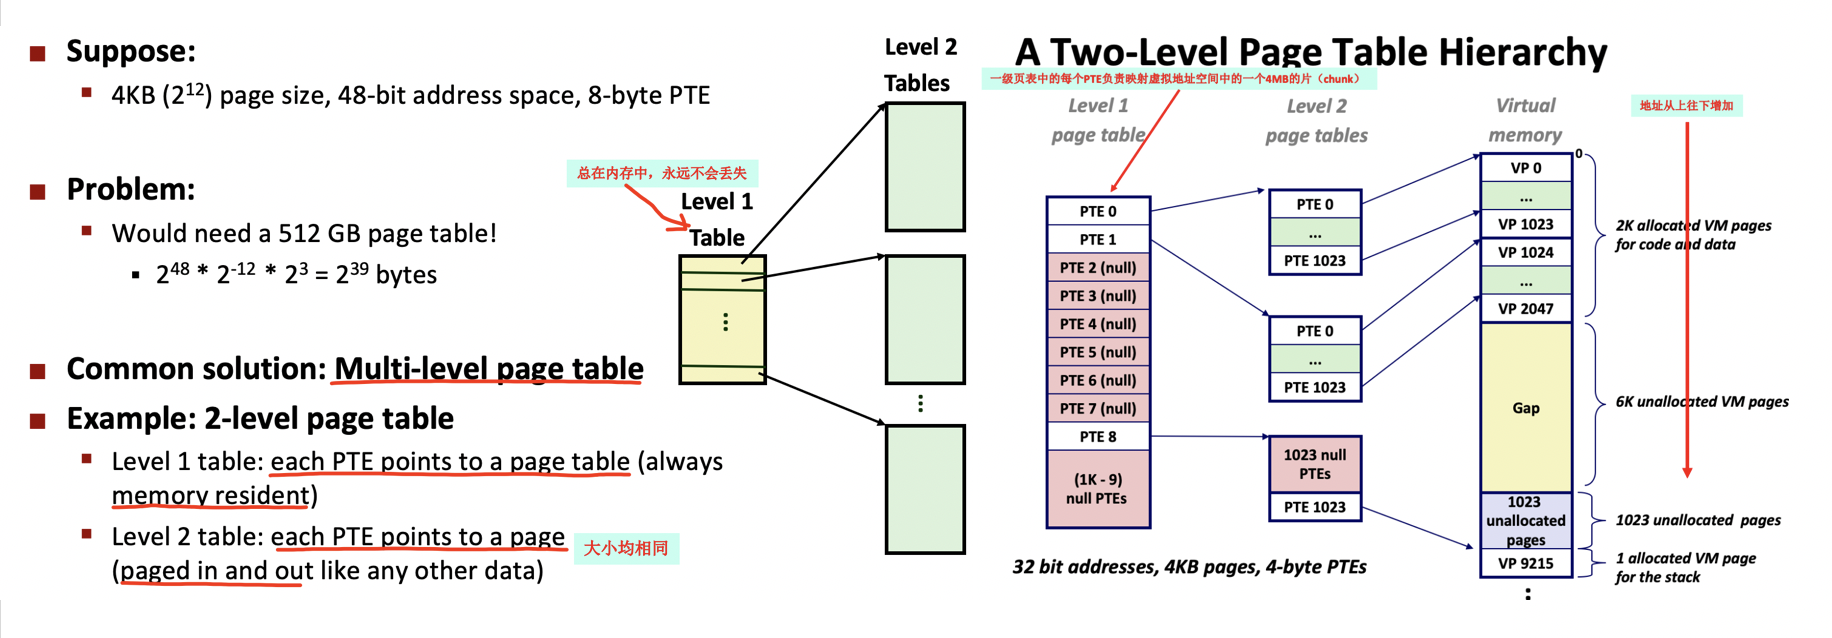 Suppose:
4KB (2¹²) page size, 48-bit address space, 8-byte PTE
Problem:
Would need a 512 GB page table!
2⁴⁸ * 2⁻¹² * 2³ = 2³⁹ bytes
Common solution: Multi-level page table
Example: 2-level page table
Level 1 table: each PTE points to a page table (always
memory resident)
Level 2 table: each PTE points to a page
(paged in and out like any other data)
大小均相同
总在内存中，永远不会丢失
Level 1
Table
⋮
Level 2
Tables
⋮
A Two-Level Page Table Hierarchy
一级页表中的每个PTE负责映射虚拟地址空间中的一个4MB的片（chunk）
Level 1
page table
PTE 0
PTE 1
PTE 2 (null)
PTE 3 (null)
PTE 4 (null)
PTE 5 (null)
PTE 6 (null)
PTE 7 (null)
PTE 8
(1K - 9)
null PTEs
Level 2
page tables
PTE 0
...
PTE 1023
PTE 0
...
PTE 1023
1023 null
PTEs
PTE 1023
Virtual
memory
0
VP 0
...
VP 1023
VP 1024
...
VP 2047
Gap
1023
unallocated
pages
VP 9215
⋮
地址从上往下增加
2K allocated VM pages
for code and data
6K unallocated VM pages
1023 unallocated pages
1 allocated VM page
for the stack
32 bit addresses, 4KB pages, 4-byte PTEs